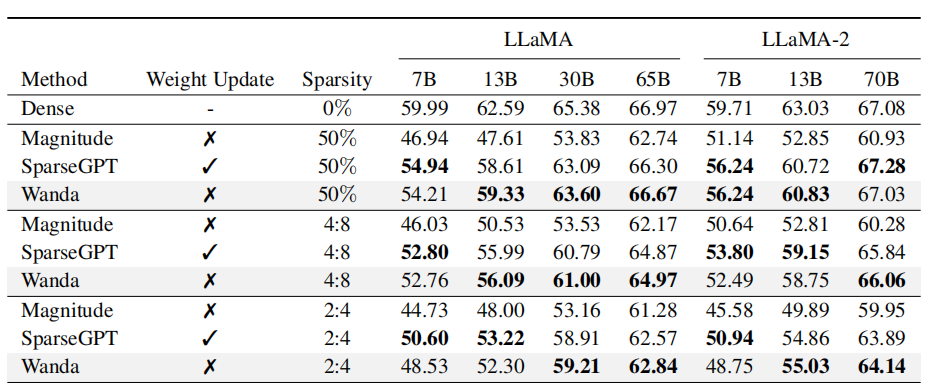 LLaMA LLaMA-2
Method Weight Update Sparsity 7B 13B 30B 65B 7B 13B 70B
Dense - 0% 59.99 62.59 65.38 66.97 59.71 63.03 67.08
Magnitude ✗ 50% 46.94 47.61 53.83 62.74 51.14 52.85 60.93
SparseGPT ✓ 50% 54.94 58.61 63.09 66.30 56.24 60.72 67.28
Wanda ✗ 50% 54.21 59.33 63.60 66.67 56.24 60.83 67.03
Magnitude ✗ 4:8 46.03 50.53 53.53 62.17 50.64 52.81 60.28
SparseGPT ✓ 4:8 52.80 55.99 60.79 64.87 53.80 59.15 65.84
Wanda ✗ 4:8 52.76 56.09 61.00 64.97 52.49 58.75 66.06
Magnitude ✗ 2:4 44.73 48.00 53.16 61.28 45.58 49.89 59.95
SparseGPT ✓ 2:4 50.60 53.22 58.91 62.57 50.94 54.86 63.89
Wanda ✗ 2:4 48.53 52.30 59.21 62.84 48.75 55.03 64.14